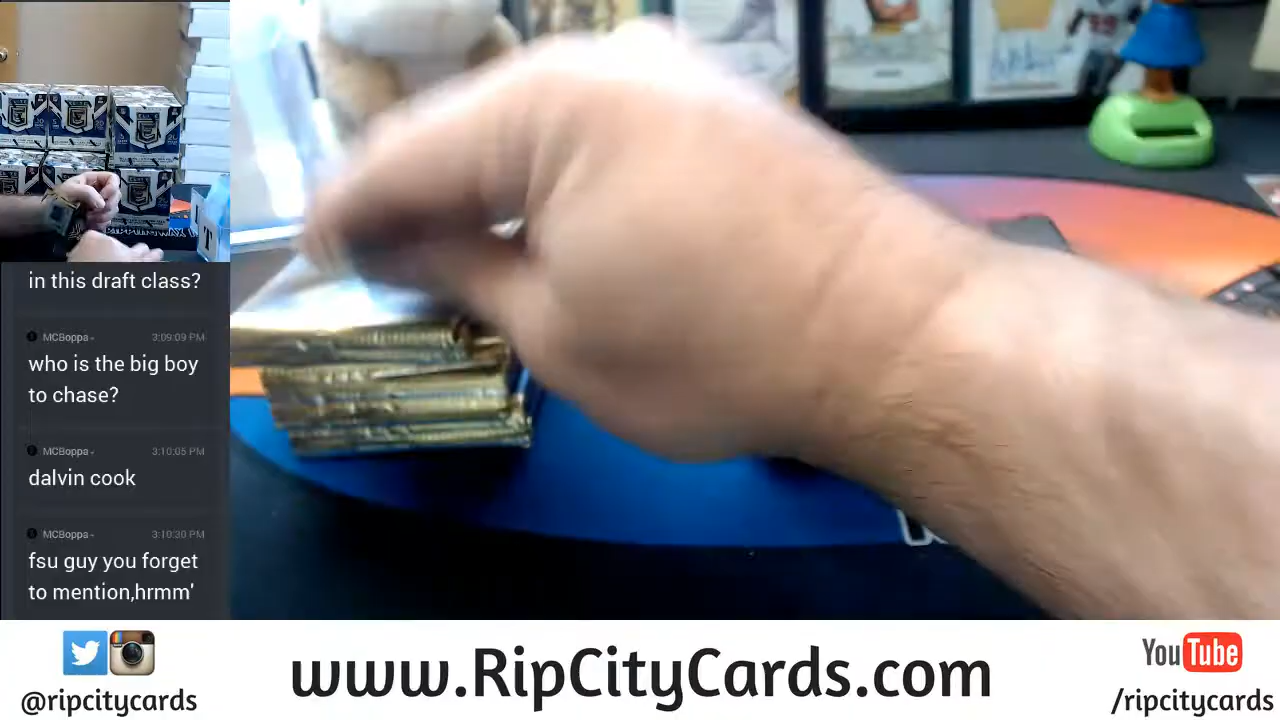 in this draft class?
MCBoppa
3:09:09 PM
who is the big boy
to chase?
MCBoppa
3:10:05 PM
dalvin cook
MCBoppa
3:10:30 PM
fsu guy you forget
to mention,hrmm'
@ripcitycards
www.RipCityCards.com
YouTube
/ripcitycards